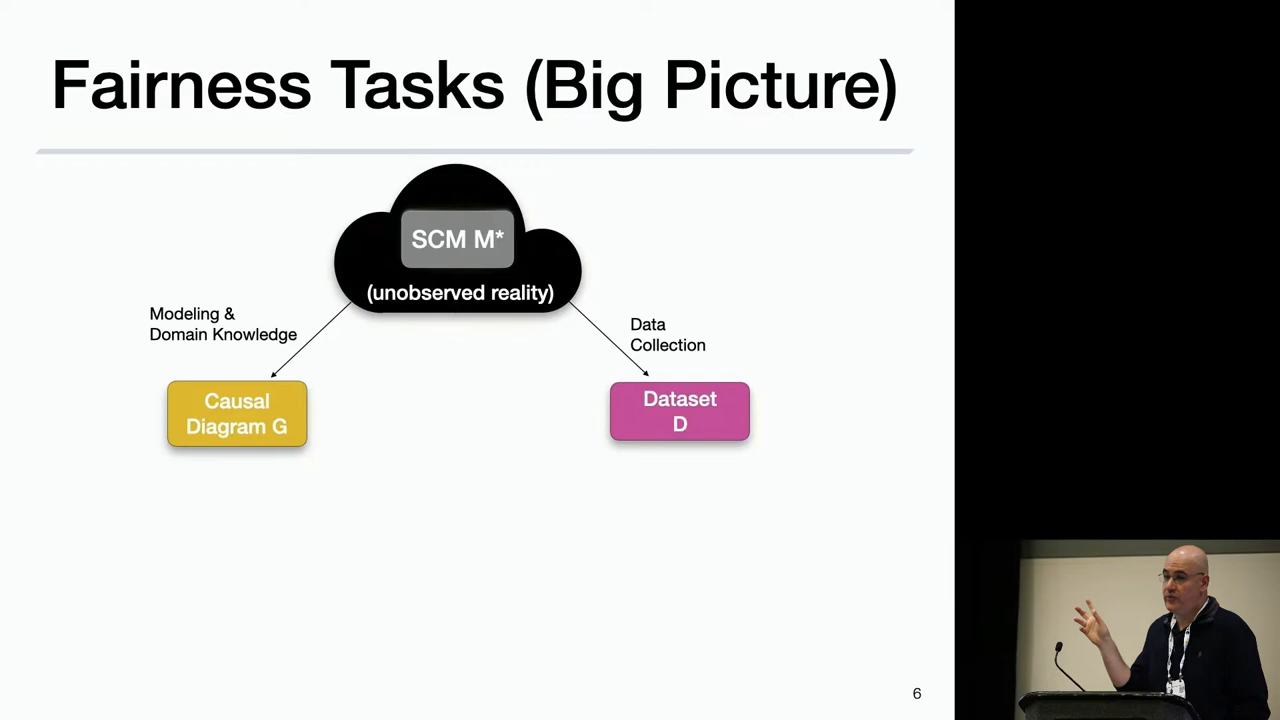 Fairness Tasks (Big Picture)
SCM M*
(unobserved reality)
Modeling &
Domain Knowledge
Data
Collection
Causal
Diagram G
Dataset
D
6